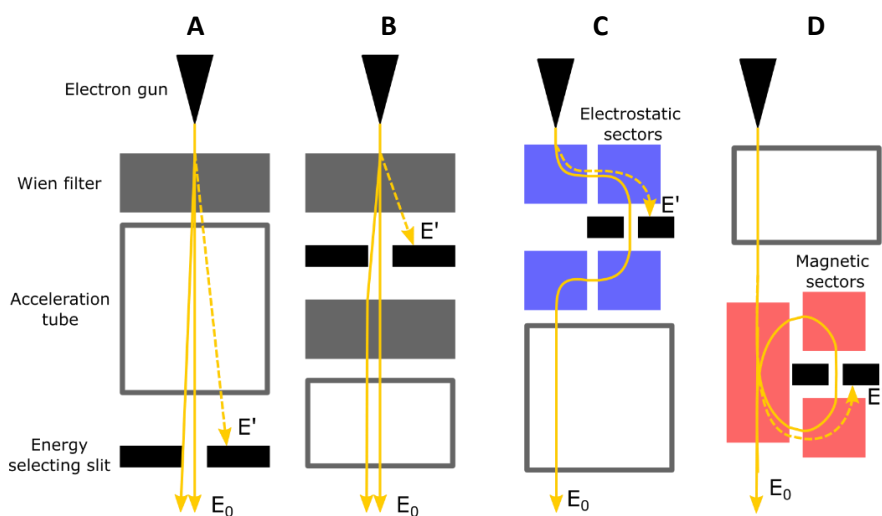 A
B
C
D
Electron gun
Electrostatic
sectors
Wien filter
E'
E'
Magnetic
sectors
Acceleration
tube
E
E'
Energy
selecting slit
E₀
E₀
E₀
E₀